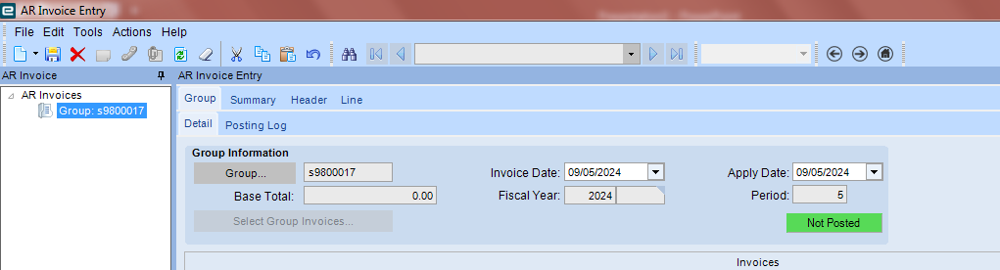 AR Invoice Entry
File Edit Tools Actions Help
AR Invoice
AR Invoices
Group: s9800017
AR Invoice Entry
Group Summary Header Line
Detail Posting Log
Group Information
Group... s9800017 Invoice Date: 09/05/2024 Apply Date: 09/05/2024
Base Total: 0.00 Fiscal Year: 2024 Period: 5
Select Group Invoices... Not Posted
Invoices